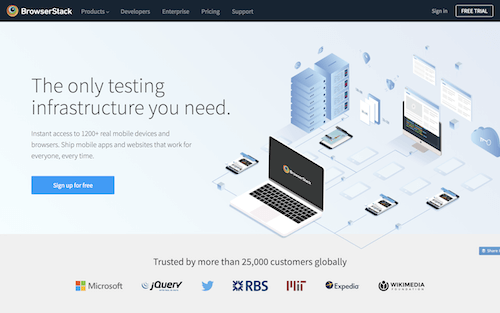 BrowserStack Products Developers Enterprise Pricing Support Sign in FREE TRIAL
The only testing
infrastructure you need.
Instant access to 1200+ real mobile devices and
browsers, Ship mobile apps and websites that work for
everyone, every time.
Sign up for free
BrowserStack
Share
Trusted by more than 25,000 customers globally
Microsoft jQuery RBS MIT Expedia WIKIMEDIA
FOUNDATION